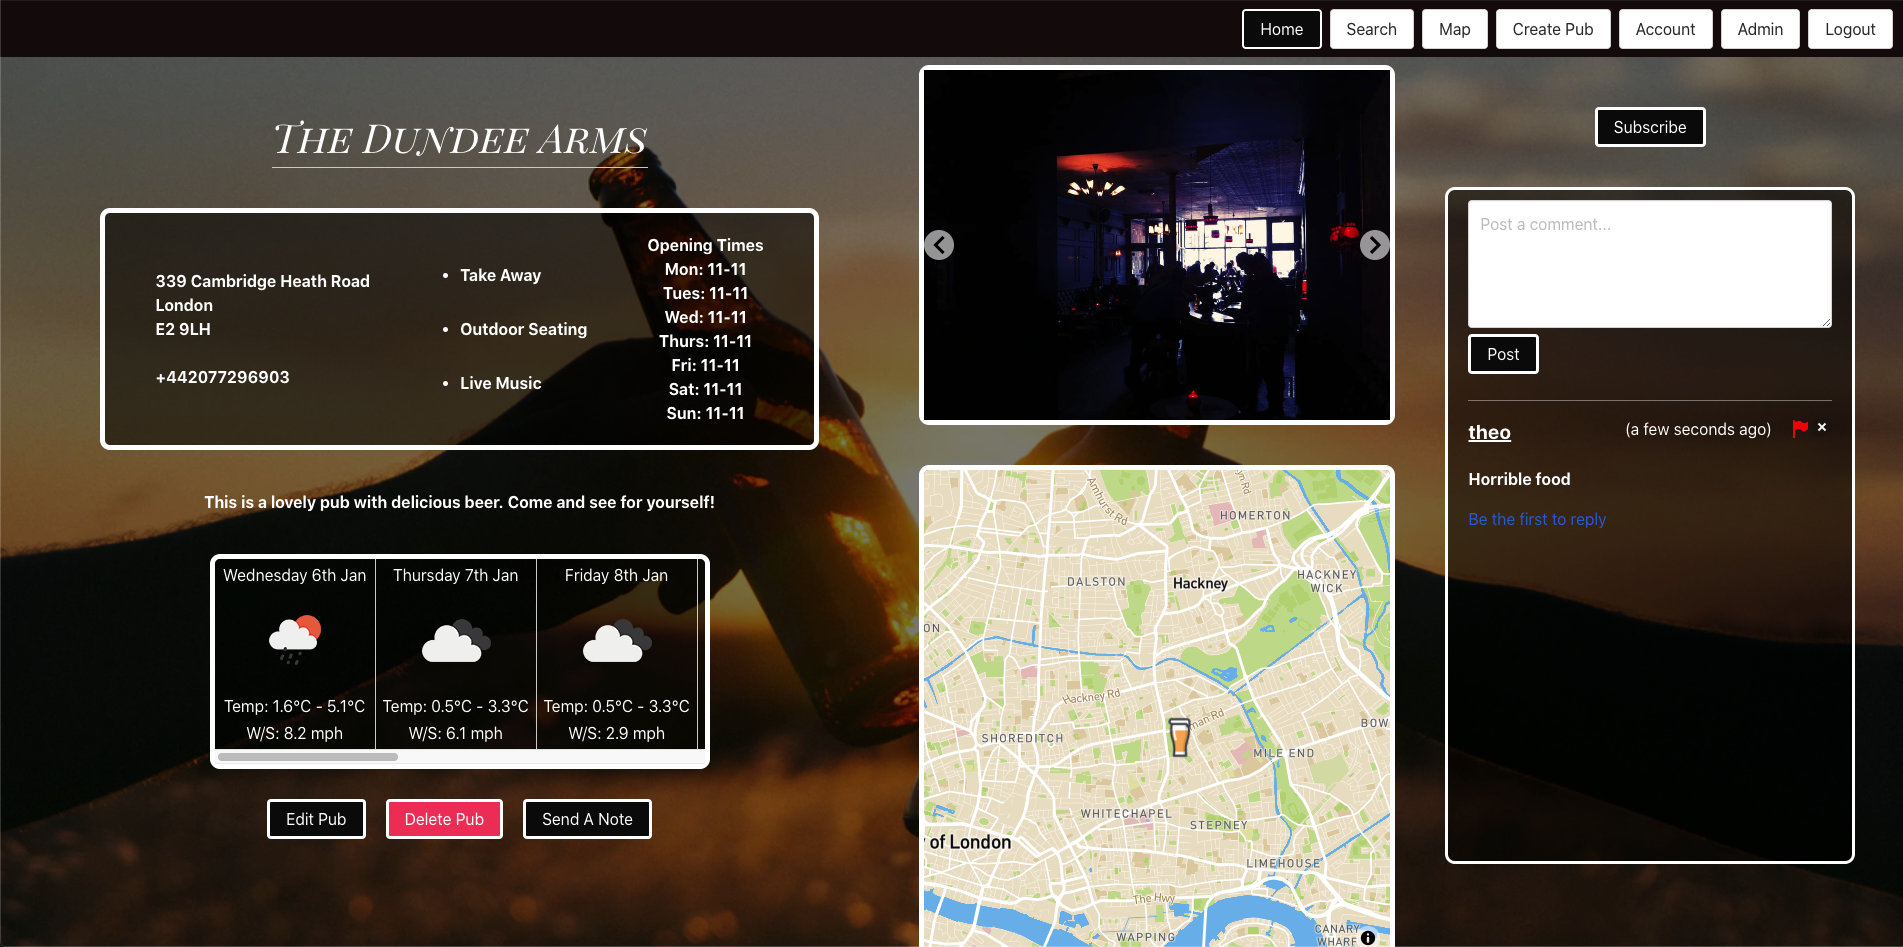 Home
Search
Map
Create Pub
Account
Admin
Logout
The Dundee Arms
339 Cambridge Heath Road
London
E2 9LH
+442077296903
• Take Away
• Outdoor Seating
• Live Music
Opening Times
Mon: 11-11
Tues: 11-11
Wed: 11-11
Thurs: 11-11
Fri: 11-11
Sat: 11-11
Sun: 11-11
This is a lovely pub with delicious beer. Come and see for yourself!
Wednesday 6th Jan
Temp: 1.6°C - 5.1°C
W/S: 8.2 mph
Thursday 7th Jan
Temp: 0.5°C - 3.3°C
W/S: 6.1 mph
Friday 8th Jan
Temp: 0.5°C - 3.3°C
W/S: 2.9 mph
Edit Pub
Delete Pub
Send A Note
Amhurst Rd
yn Rd
HOMERTON
DALSTON
Hackney
HACKNEY
WICK
ON
Hackney Rd
man Rd
BOW
SHOREDITCH
MILE END
WHITECHAPEL
STEPNEY
of London
LIMEHOUSE
The Hwy
WAPPING
CANARY
WHARF
Subscribe
Post a comment...
Post
theo
(a few seconds ago)
×
Horrible food
Be the first to reply